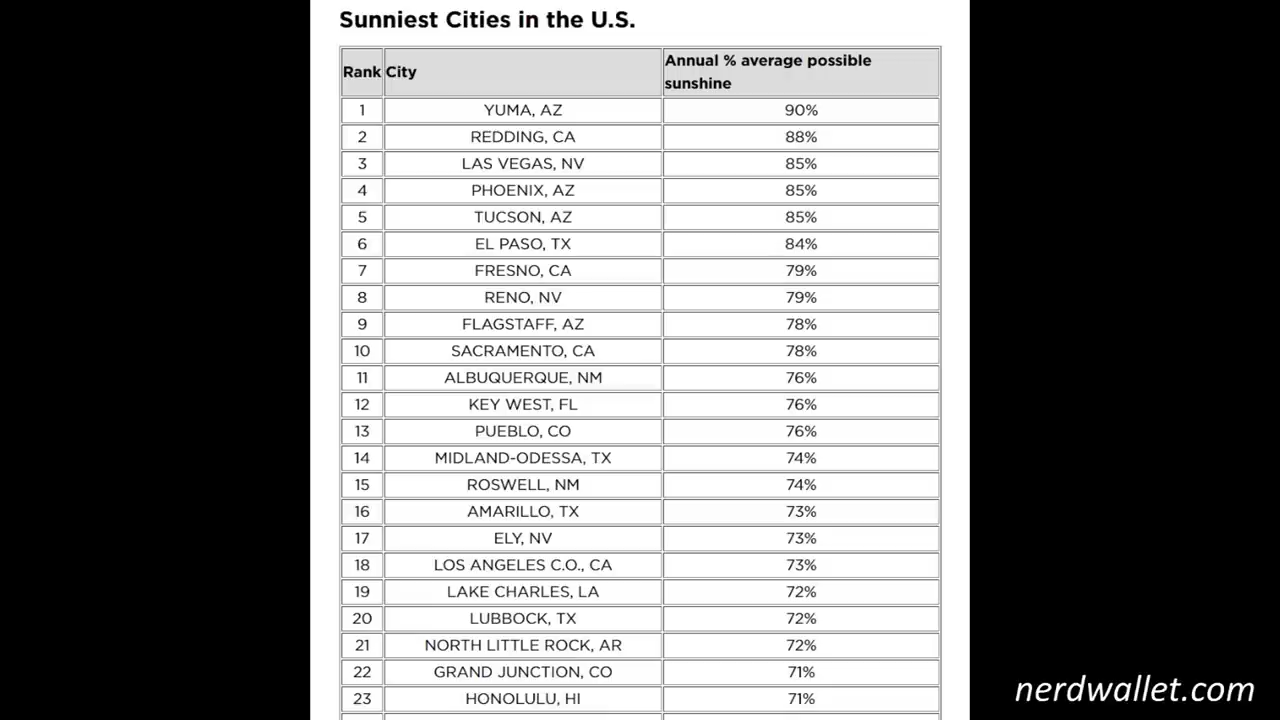 Sunniest Cities in the U.S.
Rank City Annual % average possible
sunshine
1 YUMA, AZ 90%
2 REDDING, CA 88%
3 LAS VEGAS, NV 85%
4 PHOENIX, AZ 85%
5 TUCSON, AZ 85%
6 EL PASO, TX 84%
7 FRESNO, CA 79%
8 RENO, NV 79%
9 FLAGSTAFF, AZ 78%
10 SACRAMENTO, CA 78%
11 ALBUQUERQUE, NM 76%
12 KEY WEST, FL 76%
13 PUEBLO, CO 76%
14 MIDLAND-ODESSA, TX 74%
15 ROSWELL, NM 74%
16 AMARILLO, TX 73%
17 ELY, NV 73%
18 LOS ANGELES C.O., CA 73%
19 LAKE CHARLES, LA 72%
20 LUBBOCK, TX 72%
21 NORTH LITTLE ROCK, AR 72%
22 GRAND JUNCTION, CO 71%
23 HONOLULU, HI 71%
nerdwallet.com